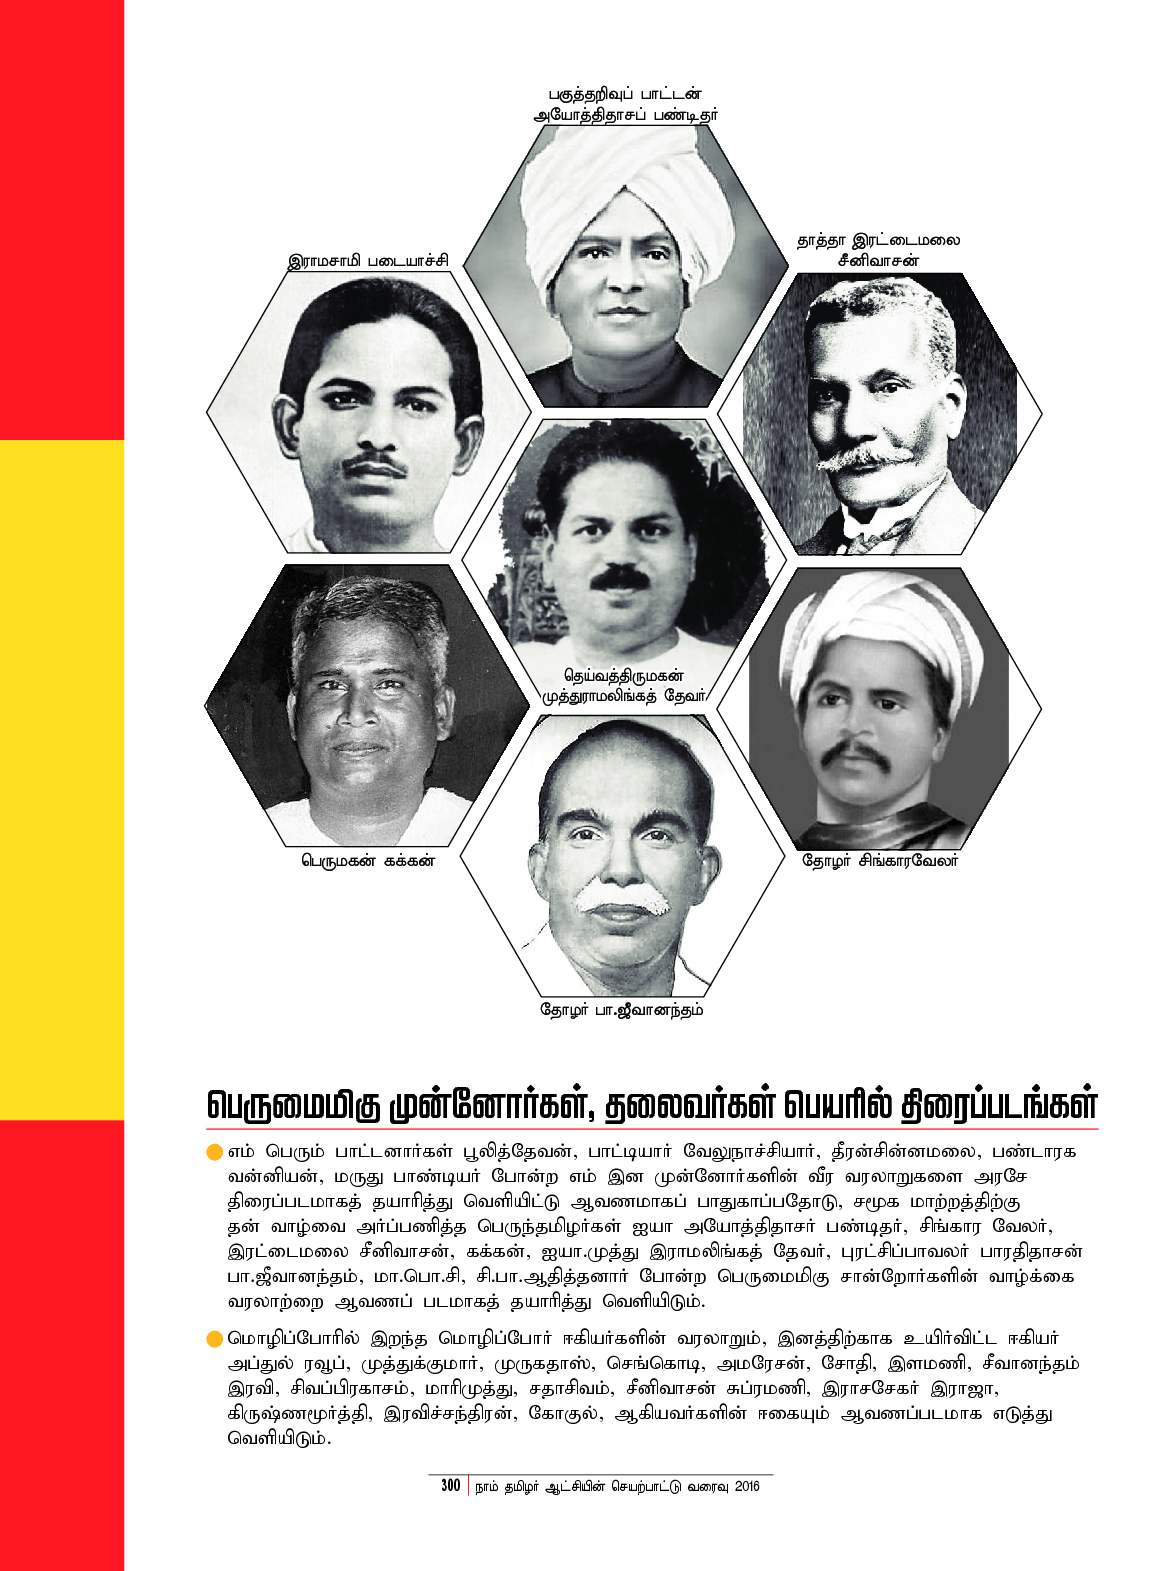 பகுத்தறிவுப் பாட்டன்
அயோத்திதாசப் பண்டிதர்
தாத்தா இரட்டைமலை
சீனிவாசன்
இராமசாமி படையாச்சி
தெய்வத்திருமகன்
முத்துராமலிங்கத் தேவர்
பெருமகன் கக்கன்
தோழர் சிங்காரவேலர்
தோழர் பா.ஜீவானந்தம்
பெருமைமிகு முன்னோர்கள், தலைவர்கள் பெயரில் திரைப்படங்கள்
எம் பெரும் பாட்டனார்கள் பூலித்தேவன், பாட்டியார் வேலுநாச்சியார், தீரன்சின்னமலை, பண்டாரக
வன்னியன், மருது பாண்டியர் போன்ற எம் இன முன்னோர்களின் வீர வரலாறுகளை அரசே
திரைப்படமாகத் தயாரித்து வெளியிட்டு ஆவணமாகப் பாதுகாப்பதோடு, சமூக மாற்றத்திற்கு
தன் வாழ்வை அர்ப்பணித்த பெருந்தமிழர்கள் ஐயா அயோத்திதாசர் பண்டிதர், சிங்கார வேலர்,
இரட்டைமலை சீனிவாசன், கக்கன், ஐயா.முத்து இராமலிங்கத் தேவர், புரட்சிப்பாவலர் பாரதிதாசன்
பா.ஜீவானந்தம், மா.பொ.சி, சி.பா.ஆதித்தனார் போன்ற பெருமைமிகு சான்றோர்களின் வாழ்க்கை
வரலாற்றை ஆவணப் படமாகத் தயாரித்து வெளியிடும்.
மொழிப்போரில் இறந்த மொழிப்போர் ஈகியர்களின் வரலாறும், இனத்திற்காக உயிர்விட்ட ஈகியர்
அப்துல் ரவூப், முத்துக்குமார், முருகதாஸ், செங்கொடி, அமரேசன், சோதி, இளமணி, சீவானந்தம்
இரவி, சிவப்பிரகாசம், மாரிமுத்து, சதாசிவம், சீனிவாசன் சுப்ரமணி, இராசசேகர் இராஜா,
கிருஷ்ணமூர்த்தி, இரவிச்சந்திரன், கோகுல், ஆகியவர்களின் ஈகையும் ஆவணப்படமாக எடுத்து
வெளியிடும்.
300 நாம் தமிழர் ஆட்சியின் செயற்பாட்டு வரைவு 2016